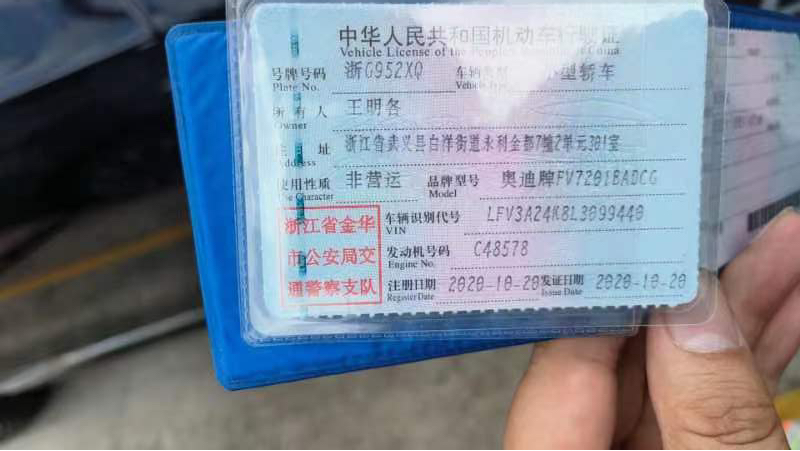 中华人民共和国机动车行驶证
Vehicle License of the People's Republic of China
号牌号码 浙G952XQ 车辆类型 小型轿车
Plate No. Vehicle Type
所有人 王明各
Owner
住址 浙江省武义县白洋街道永利金都7幢2单元301室
Address
使用性质 非营运 品牌型号 奥迪牌FV7201BADCG
Use Character Model
浙江省金华
市公安局交
通警察支队
车辆识别代号 LFV3A24K8L3099440
VIN
发动机号码 C48578
Engine No.
注册日期 2020-10-20 发证日期 2020-10-20
Register Date Issue Date